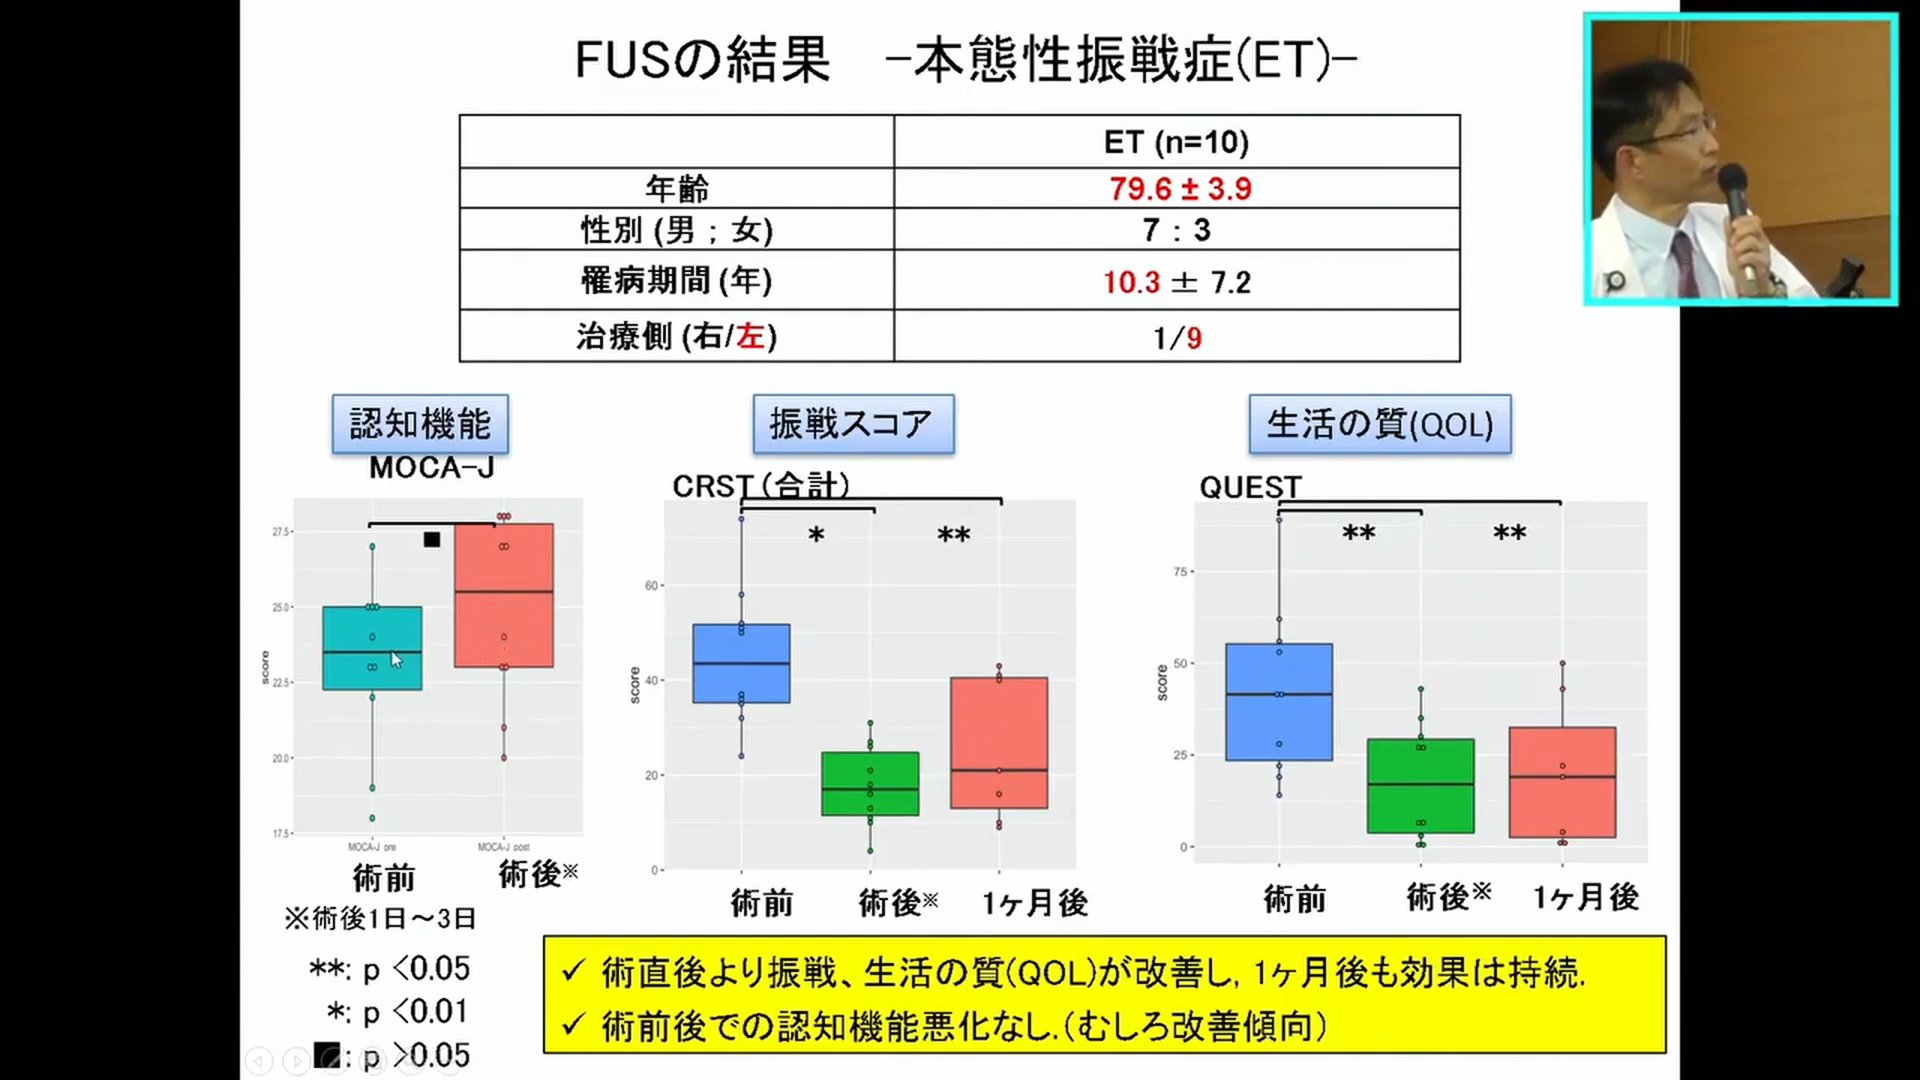 FUSの結果　−本態性振戦症(ET)−
ET (n=10)
年齢 79.6 ± 3.9
性別 (男 ; 女) 7 : 3
罹病期間 (年) 10.3 ± 7.2
治療側 (右/左) 1/9
認知機能
MOCA-J
27.5
25.0
22.5
20.0
17.5
score
■
MOCA-J pre MOCA-J post
術前 術後※
※術後1日～3日
**: p <0.05
*: p <0.01
■: p >0.05
振戦スコア
CRST (合計)
* **
60
40
20
0
score
術前 術後※ 1ヶ月後
生活の質(QOL)
QUEST
** **
75
50
25
0
score
術前 術後※ 1ヶ月後
✓ 術直後より振戦、生活の質(QOL)が改善し, 1ヶ月後も効果は持続.
✓ 術前後での認知機能悪化なし.(むしろ改善傾向)